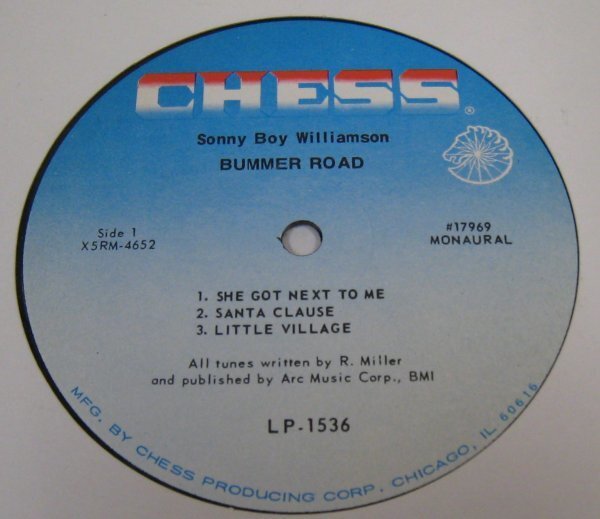 CHESS
®
Sonny Boy Williamson
BUMMER ROAD
Side 1
X5RM-4652
#17969
MONAURAL
1. SHE GOT NEXT TO ME
2. SANTA CLAUSE
3. LITTLE VILLAGE
All tunes written by R. Miller
and published by Arc Music Corp., BMI
LP-1536
MFG. BY CHESS PRODUCING CORP. CHICAGO, IL 60616